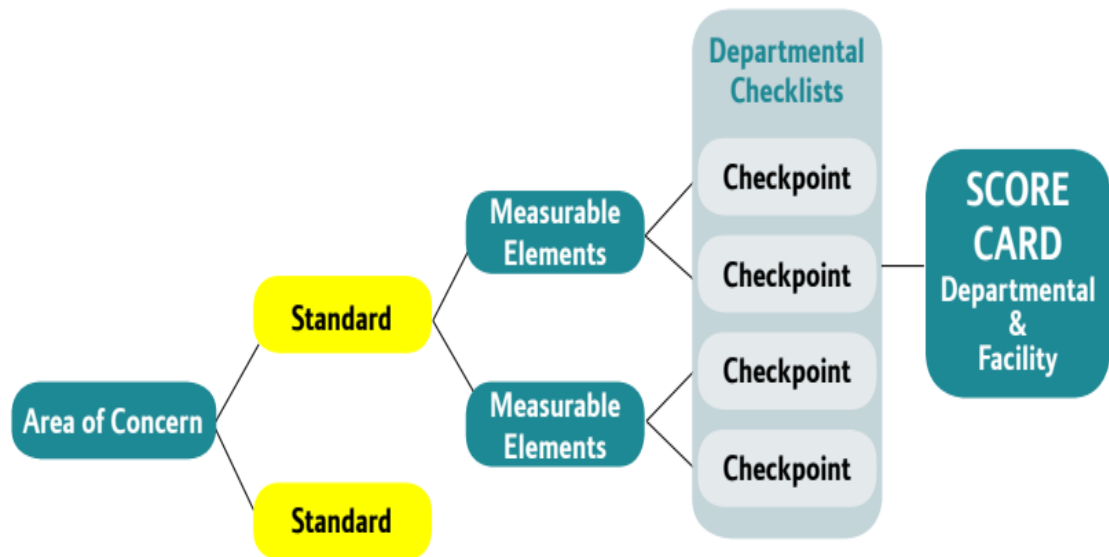 Area of Concern
Standard
Standard
Measurable
Elements
Measurable
Elements
Departmental
Checklists
Checkpoint
Checkpoint
Checkpoint
Checkpoint
SCORE
CARD
Departmental
&
Facility